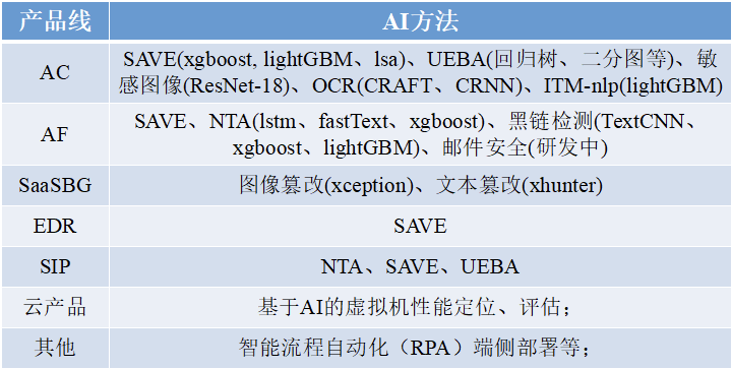 产品线 AI方法
AC SAVE(xgboost, lightGBM、lsa)、UEBA(回归树、二分图等)、敏
感图像(ResNet-18)、OCR(CRAFT、CRNN)、ITM-nlp(lightGBM)
AF SAVE、NTA(lstm、fastText、xgboost)、黑链检测(TextCNN、
xgboost、lightGBM)、邮件安全(研发中)
SaaSBG 图像篡改(xception)、文本篡改(xhunter)
EDR SAVE
SIP NTA、SAVE、UEBA
云产品 基于AI的虚拟机性能定位、评估；
其他 智能流程自动化（RPA）端侧部署等；